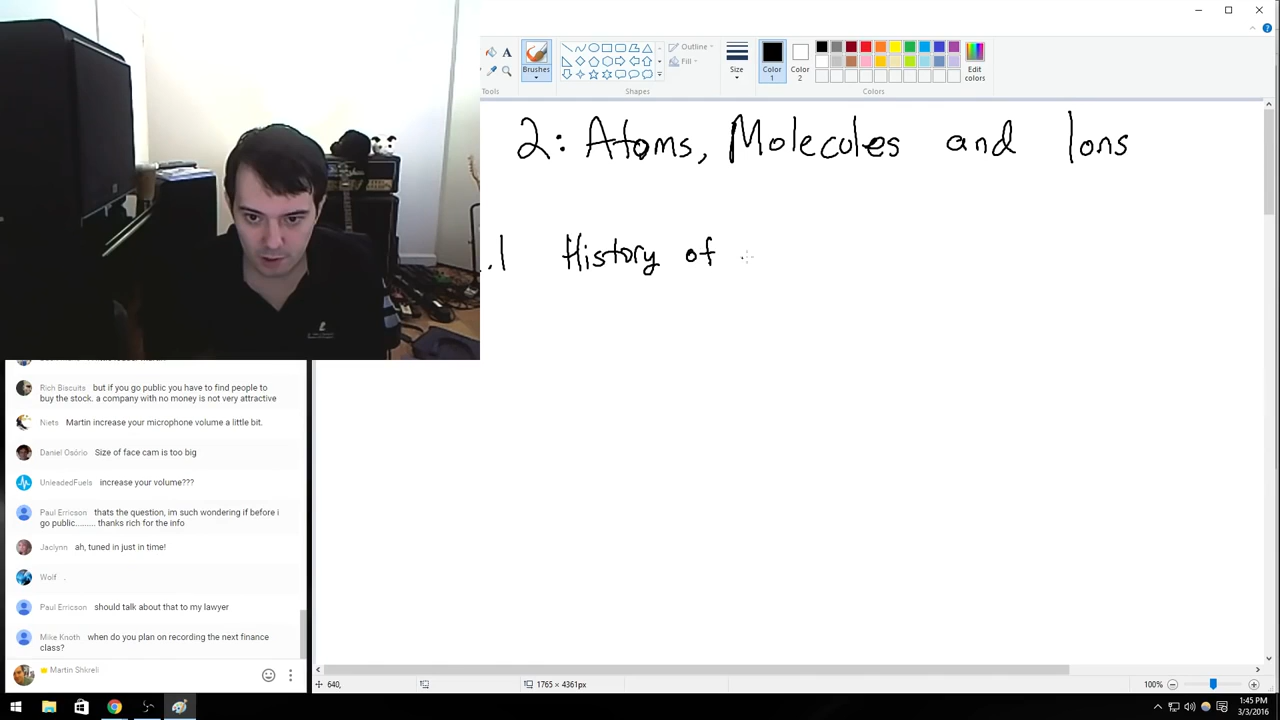 Tools
Brushes
Shapes
Outline
Fill
Size
Color 1
Color 2
Edit colors
Colors
2: Atoms, Molecules and Ions
.1 History of
Rich Biscuits but if you go public you have to find people to
buy the stock. a company with no money is not very attractive
Niets Martin increase your microphone volume a little bit.
Daniel Osório Size of face cam is too big
UnleadedFuels increase your volume???
Paul Erricson thats the question, im such wondering if before i
go public......... thanks rich for the info
Jaclynn ah, tuned in just in time!
Wolf .
Paul Erricson should talk about that to my lawyer
Mike Knoth when do you plan on recording the next finance
class?
Martin Shkreli
640,
1765 × 4361px
100%
1:45 PM
3/3/2016